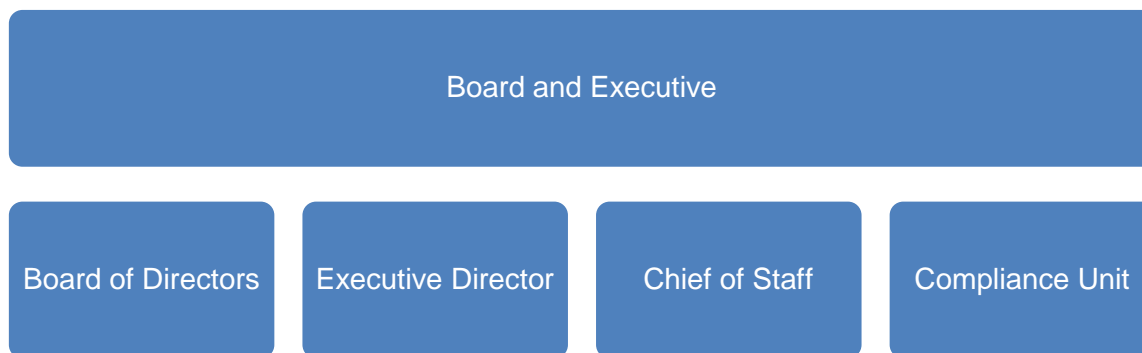 Board and Executive
Board of Directors
Executive Director
Chief of Staff
Compliance Unit